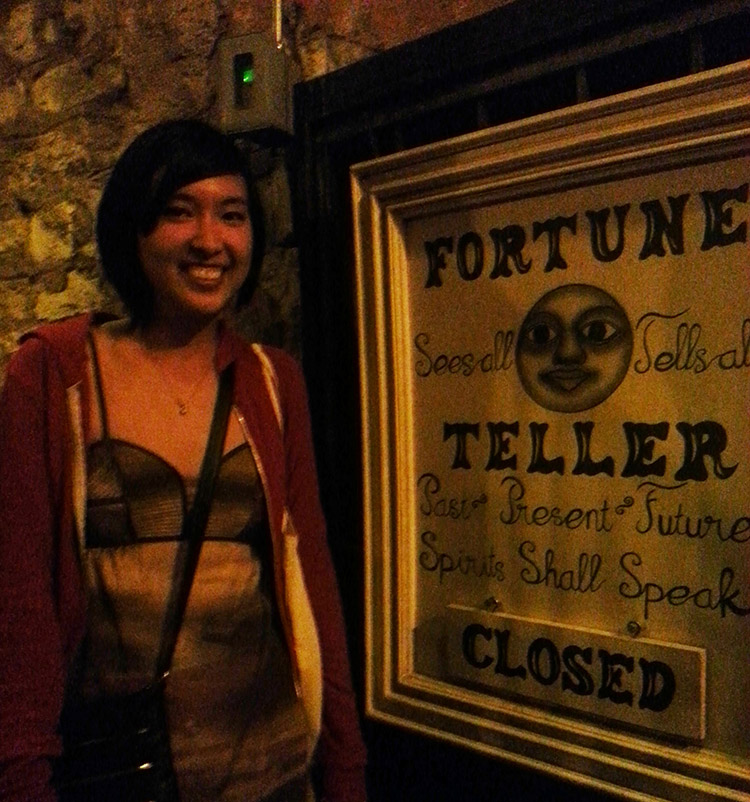 FORTUNE
Sees all Tells al
TELLER
Past Present Future
Spirits Shall Speak
CLOSED